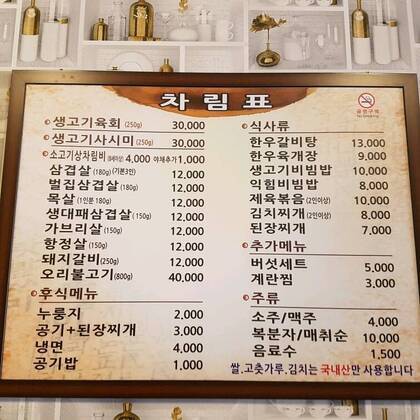 차림표
금연구역
No Smoking
생고기육회 (250g) 30,000
생고기사시미 (250g) 30,000
소고기상차림비 4,000 야채추가 1,000
삼겹살 (180g) (기본3인) 12,000
벌집삼겹살 (180g) 12,000
목살 (1인분 180g) 12,000
생대패삼겹살 (150g) 12,000
가브리살 (150g) 12,000
항정살 (150g) 12,000
돼지갈비 (250g) 12,000
오리불고기 (800g) 40,000
후식메뉴
누룽지 2,000
공기+된장찌개 3,000
냉면 4,000
공기밥 1,000
식사류
한우갈비탕 13,000
한우육개장 9,000
생고기비빔밥 10,000
익힘비빔밥 8,000
제육볶음 (2인이상) 10,000
김치찌개 (2인이상) 8,000
된장찌개 7,000
추가메뉴
버섯세트 5,000
계란찜 3,000
주류
소주/맥주 4,000
복분자/매취순 10,000
음료수 1,500
쌀.고춧가루.김치는 국내산만 사용합니다